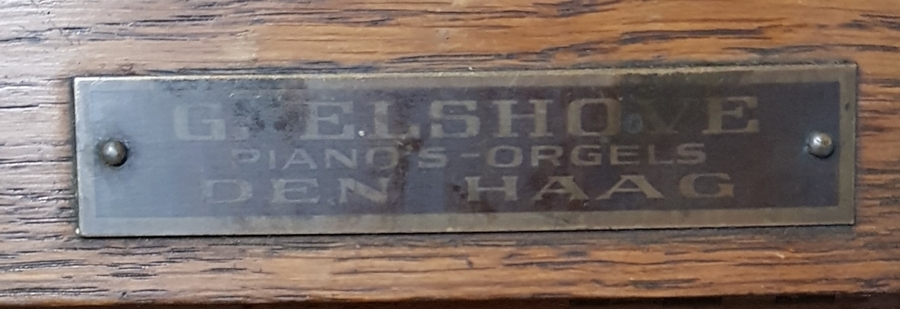 G. ELSHOVE
PIANO'S-ORGELS
DEN HAAG